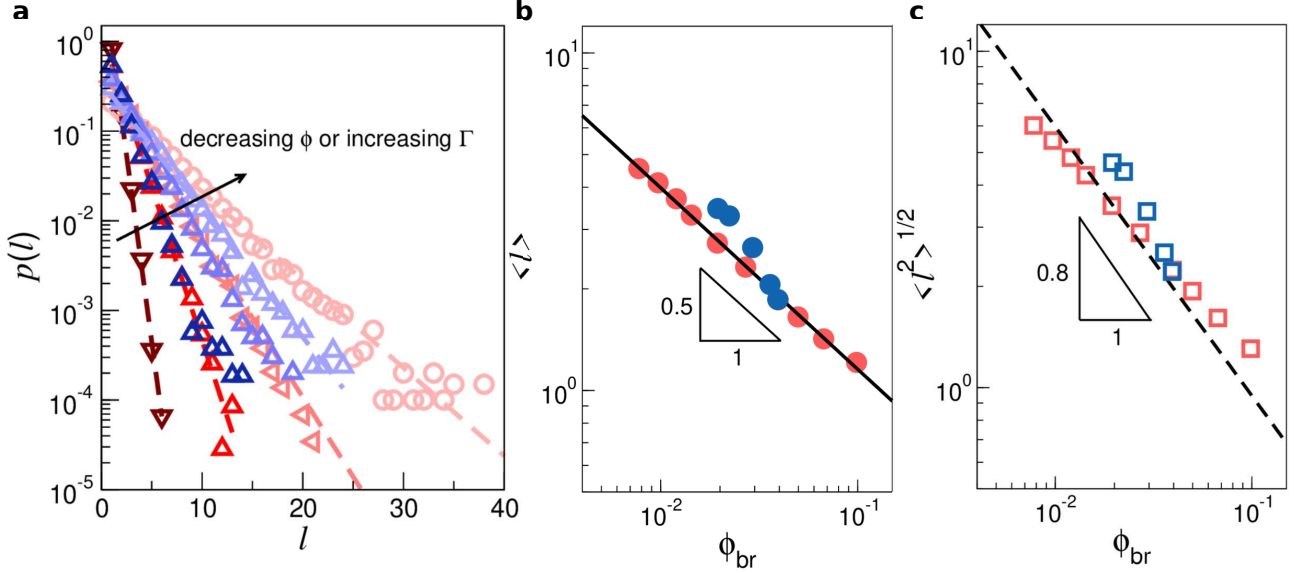 a
b
c
10^0
10^-1
10^-2
10^-3
10^-4
10^-5
p(l)
decreasing ϕ or increasing Γ
0
10
20
30
40
l
10^1
10^0
<l>
0.5
1
10^-2
10^-1
ϕ_br
10^1
10^0
<l^2>^1/2
0.8
1
10^-2
10^-1
ϕ_br